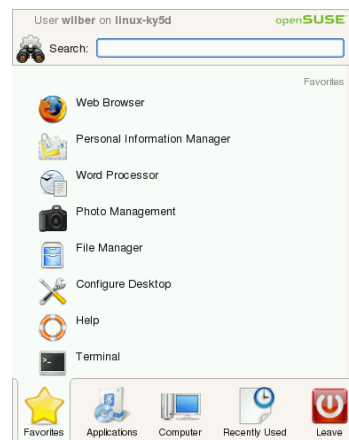 User wilber on linux-ky5d openSUSE
Search:
Favorites
Web Browser
Personal Information Manager
Word Processor
Photo Management
File Manager
Configure Desktop
Help
Terminal
Favorites Applications Computer Recently Used Leave